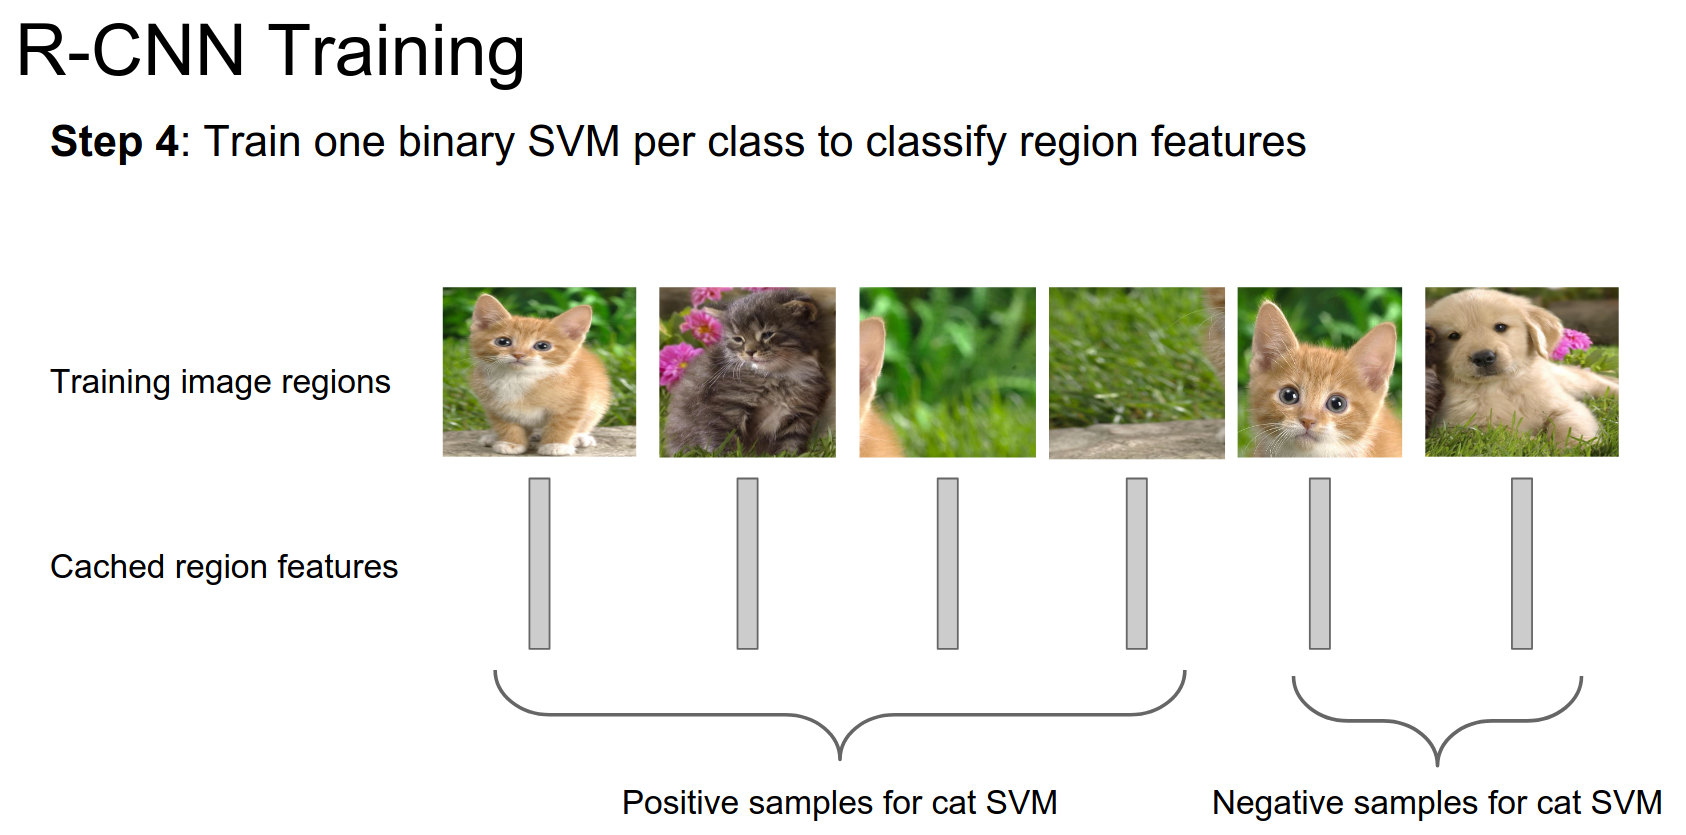 R-CNN Training
Step 4: Train one binary SVM per class to classify region features
Training image regions
Cached region features
Positive samples for cat SVM
Negative samples for cat SVM